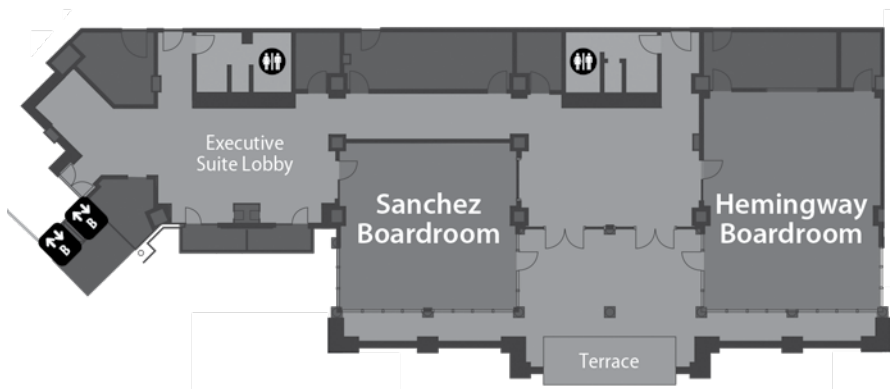 Executive
Suite Lobby
Sanchez
Boardroom
Hemingway
Boardroom
B
B
Terrace